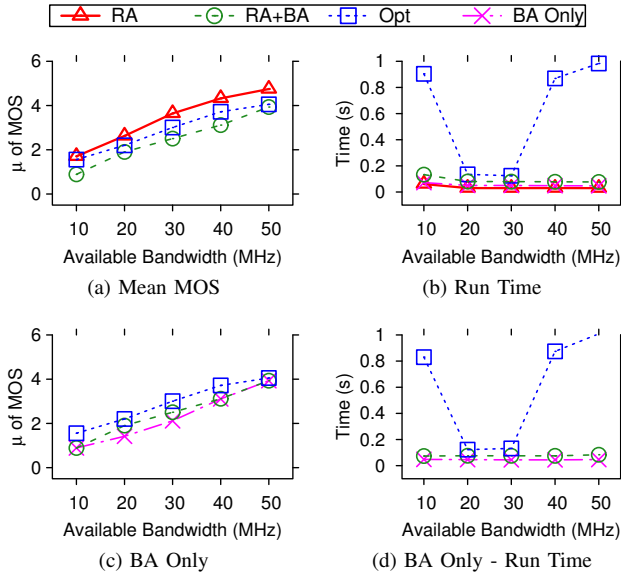 RA RA+BA Opt BA Only
6
4
2
0
μ of MOS
10 20 30 40 50
Available Bandwidth (MHz)
(a) Mean MOS
1
0.8
0.6
0.4
0.2
0
Time (s)
10 20 30 40 50
Available Bandwidth (MHz)
(b) Run Time
6
4
2
0
μ of MOS
10 20 30 40 50
Available Bandwidth (MHz)
(c) BA Only
1
0.8
0.6
0.4
0.2
0
Time (s)
10 20 30 40 50
Available Bandwidth (MHz)
(d) BA Only - Run Time